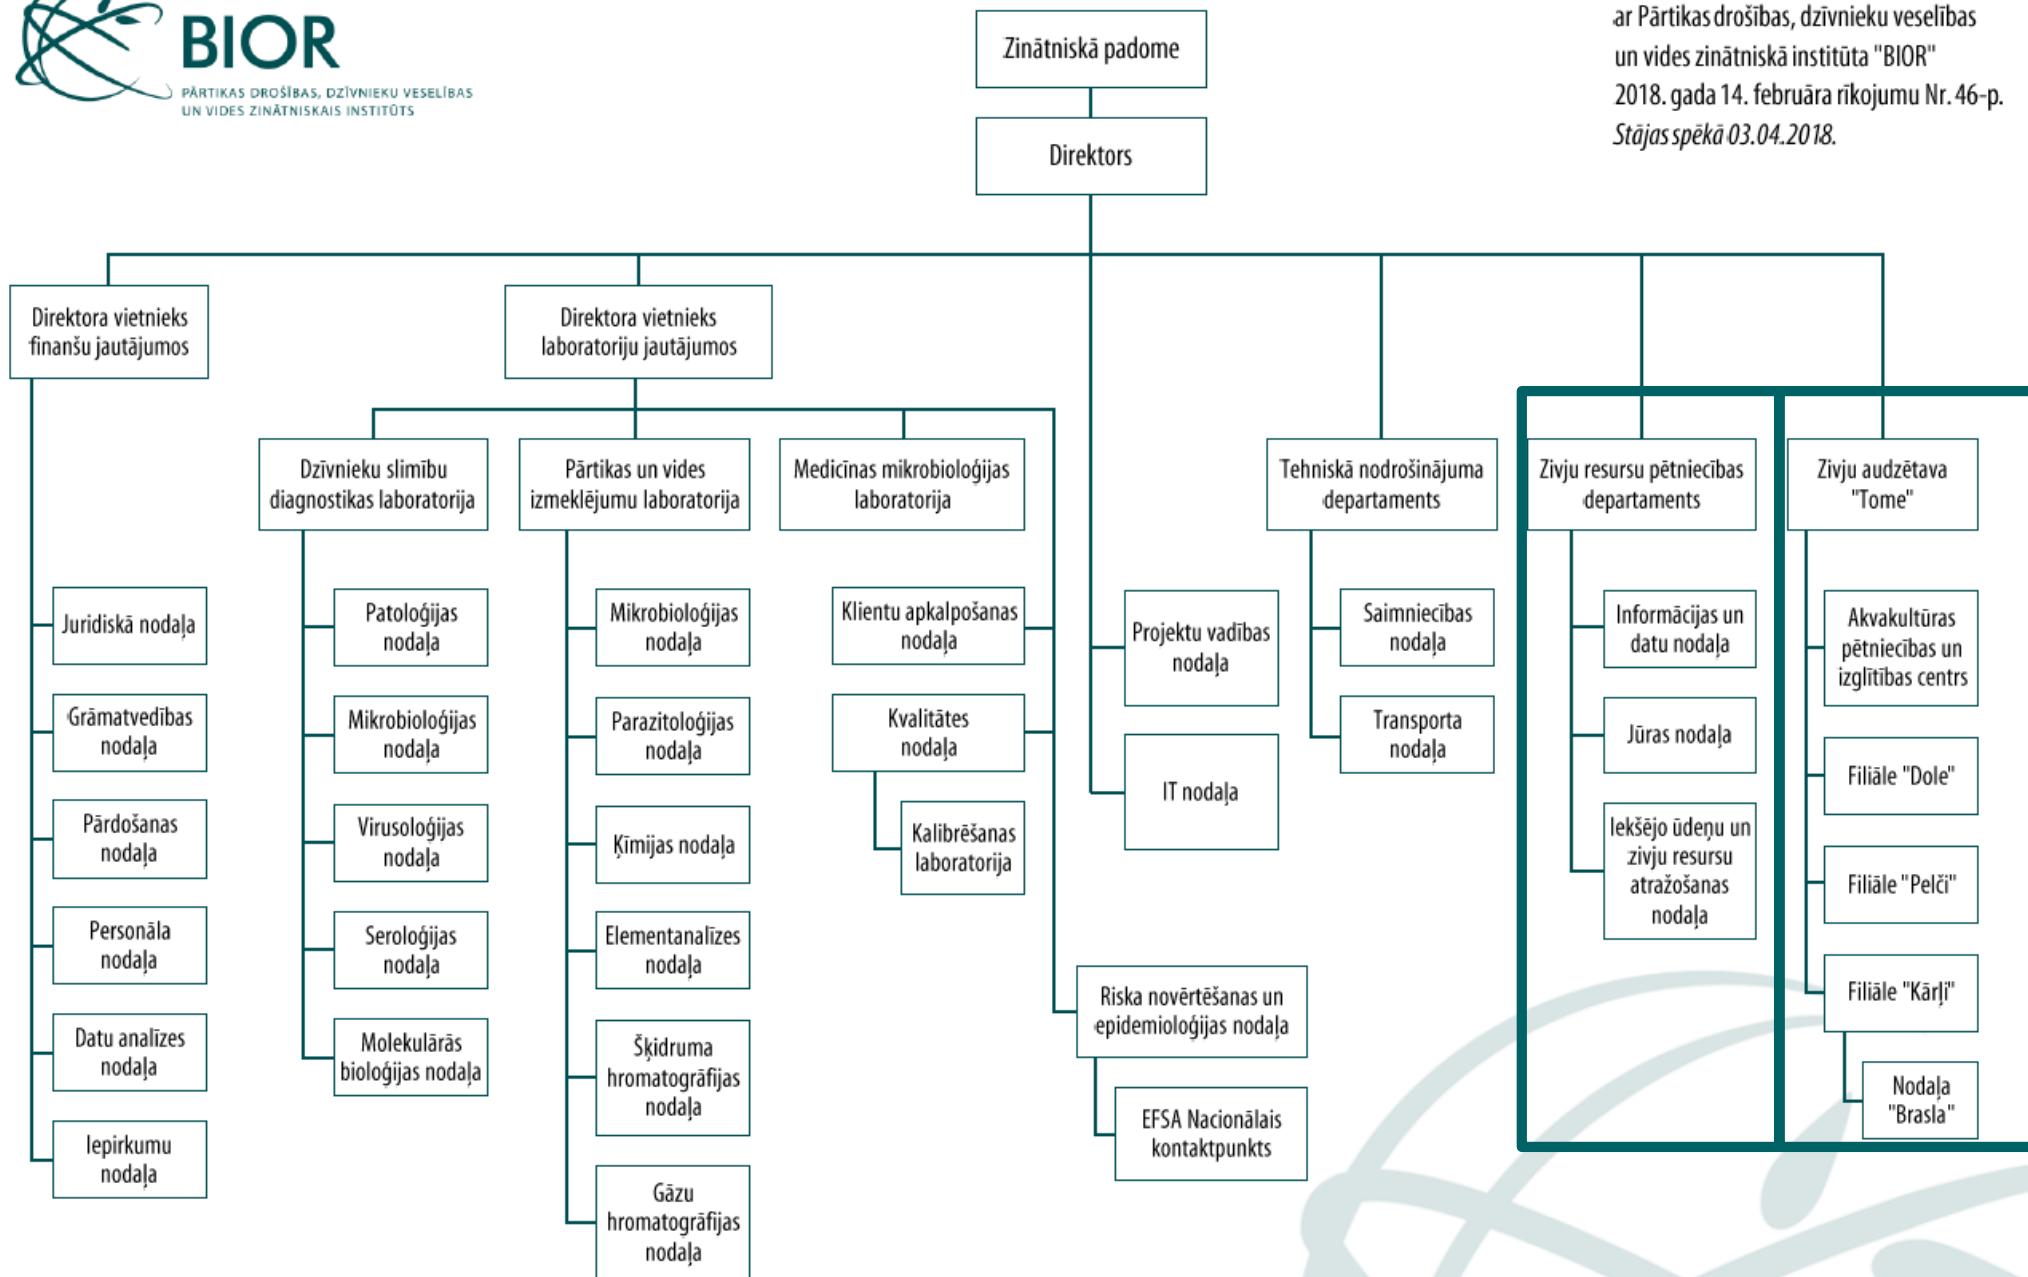 BIOR
PĀRTIKAS DROŠĪBAS, DZĪVNIEKU VESELĪBAS
UN VIDES ZINĀTNISKAIS INSTITŪTS
ar Pārtikas drošības, dzīvnieku veselības
un vides zinātniskā institūta "BIOR"
2018. gada 14. februāra rīkojumu Nr. 46-p.
Stājas spēkā 03.04.2018.
Zinātniskā padome
Direktors
Direktora vietnieks
finanšu jautājumos
Direktora vietnieks
laboratoriju jautājumos
Dzīvnieku slimību
diagnostikas laboratorija
Pārtikas un vides
izmeklējumu laboratorija
Medicīnas mikrobioloģijas
laboratorija
Tehniskā nodrošinājuma
departaments
Zivju resursu pētniecības
departaments
Zivju audzētava
"Tome"
Juridiskā nodaļa
Grāmatvedības
nodaļa
Pārdošanas
nodaļa
Personāla
nodaļa
Datu analīzes
nodaļa
Iepirkumu
nodaļa
Patoloģijas
nodaļa
Mikrobioloģijas
nodaļa
Virusoloģijas
nodaļa
Seroloģijas
nodaļa
Molekulārās
bioloģijas nodaļa
Mikrobioloģijas
nodaļa
Parazitoloģijas
nodaļa
Ķīmijas nodaļa
Elementanalīzes
nodaļa
Šķidruma
hromatogrāfijas
nodaļa
Gāzu
hromatogrāfijas
nodaļa
Klientu apkalpošanas
nodaļa
Kvalitātes
nodaļa
Kalibrēšanas
laboratorija
Riska novērtēšanas un
epidemioloģijas nodaļa
EFSA Nacionālais
kontaktpunkts
Projektu vadības
nodaļa
IT nodaļa
Saimniecības
nodaļa
Transporta
nodaļa
Informācijas un
datu nodaļa
Jūras nodaļa
Iekšējo ūdeņu un
zivju resursu
atražošanas
nodaļa
Akvakultūras
pētniecības un
izglītības centrs
Filiāle "Dole"
Filiāle "Pelči"
Filiāle "Kārļi"
Nodaļa
"Brasla"